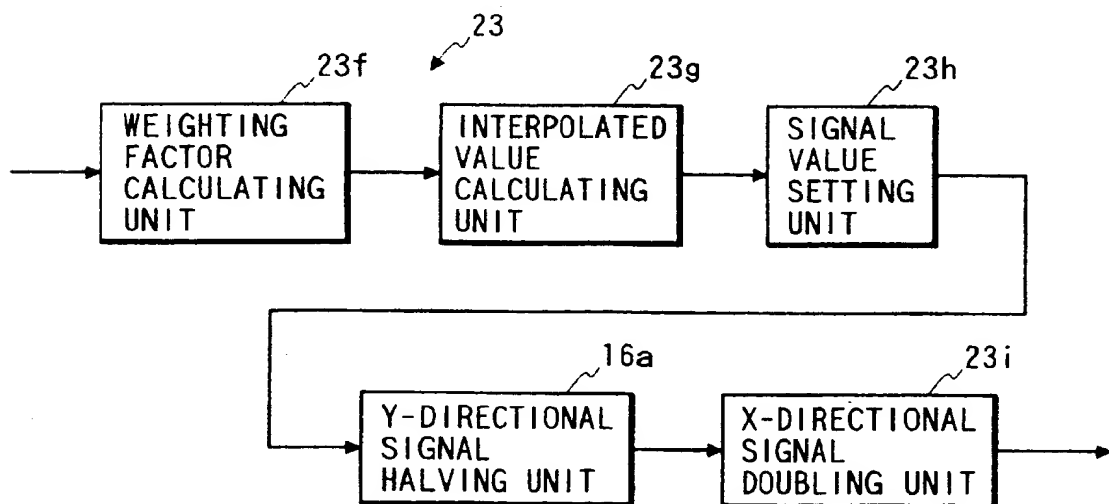 23
23f
23g
23h
WEIGHTING
FACTOR
CALCULATING
UNIT
INTERPOLATED
VALUE
CALCULATING
UNIT
SIGNAL
VALUE
SETTING
UNIT
16a
23i
Y-DIRECTIONAL
SIGNAL
HALVING UNIT
X-DIRECTIONAL
SIGNAL
DOUBLING UNIT